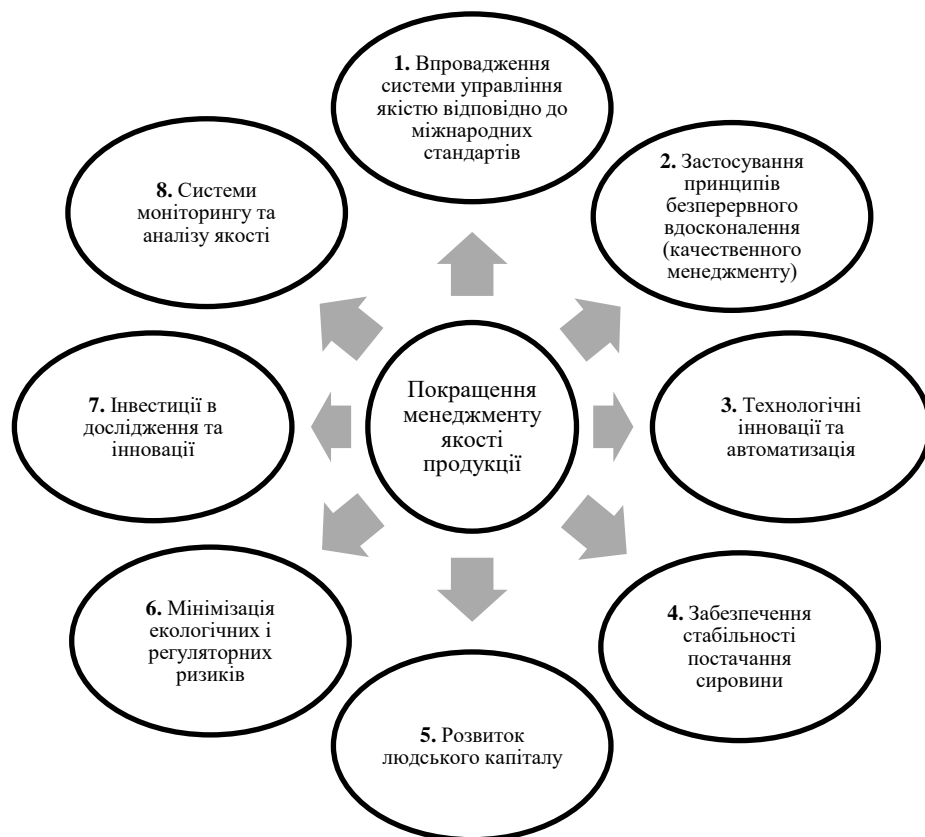 1. Впровадження
системи управління
якістю відповідно до
міжнародних
стандартів
2. Застосування
принципів
безперервного
вдосконалення
(качественного
менеджменту)
3. Технологічні
інновації та
автоматизація
4. Забезпечення
стабільності
постачання
сировини
5. Розвиток
людського капіталу
6. Мінімізація
екологічних і
регуляторних
ризиків
7. Інвестиції в
дослідження та
інновації
8. Системи
моніторингу та
аналізу якості
Покращення
менеджменту
якості
продукції